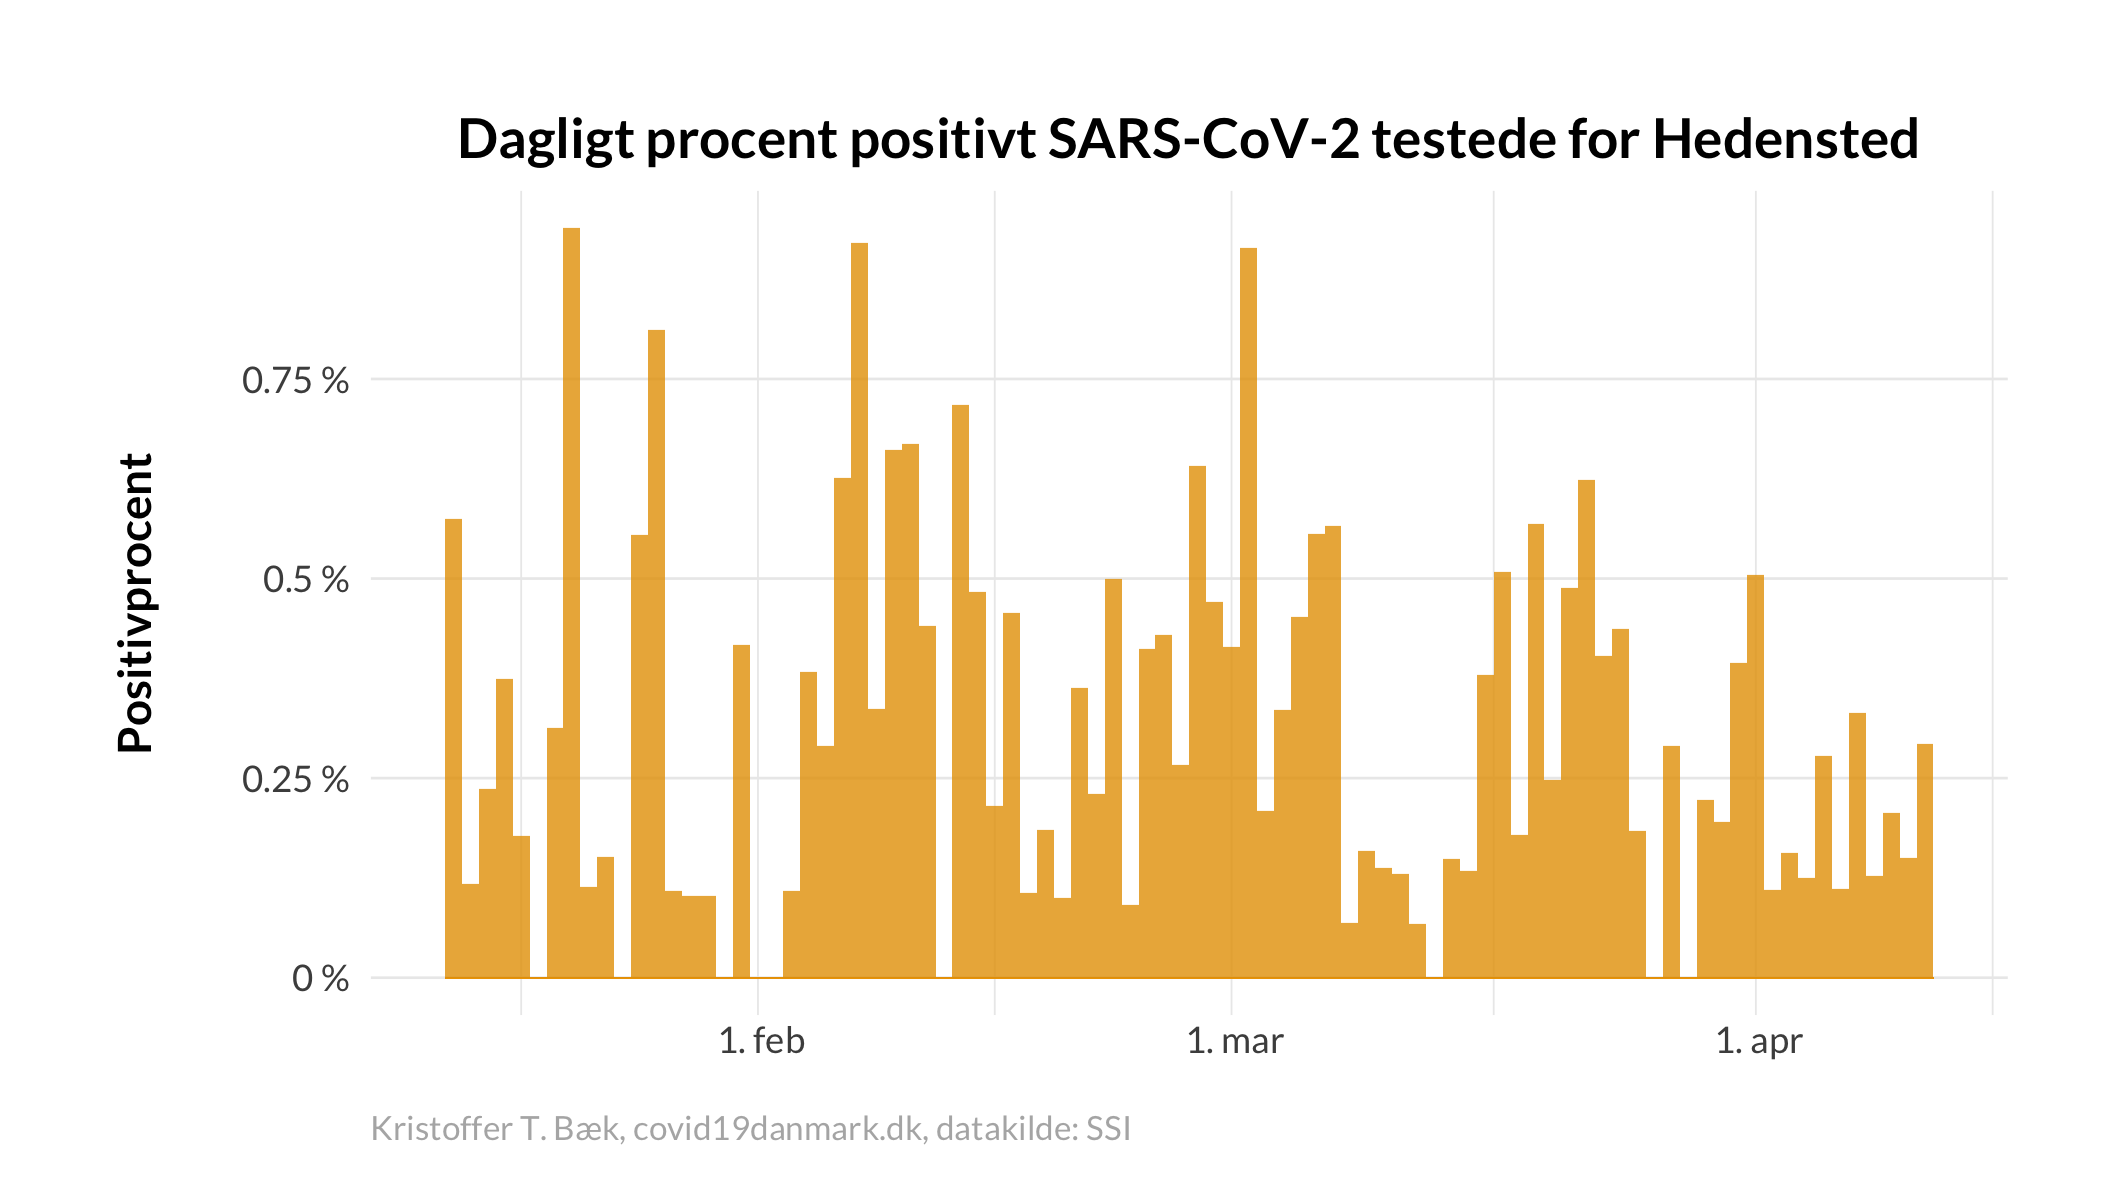 Dagligt procent positivt SARS-CoV-2 testede for Hedensted
Positivprocent
0.75 %
0.5 %
0.25 %
0 %
1. feb
1. mar
1. apr
Kristoffer T. Bæk, covid19danmark.dk, datakilde: SSI